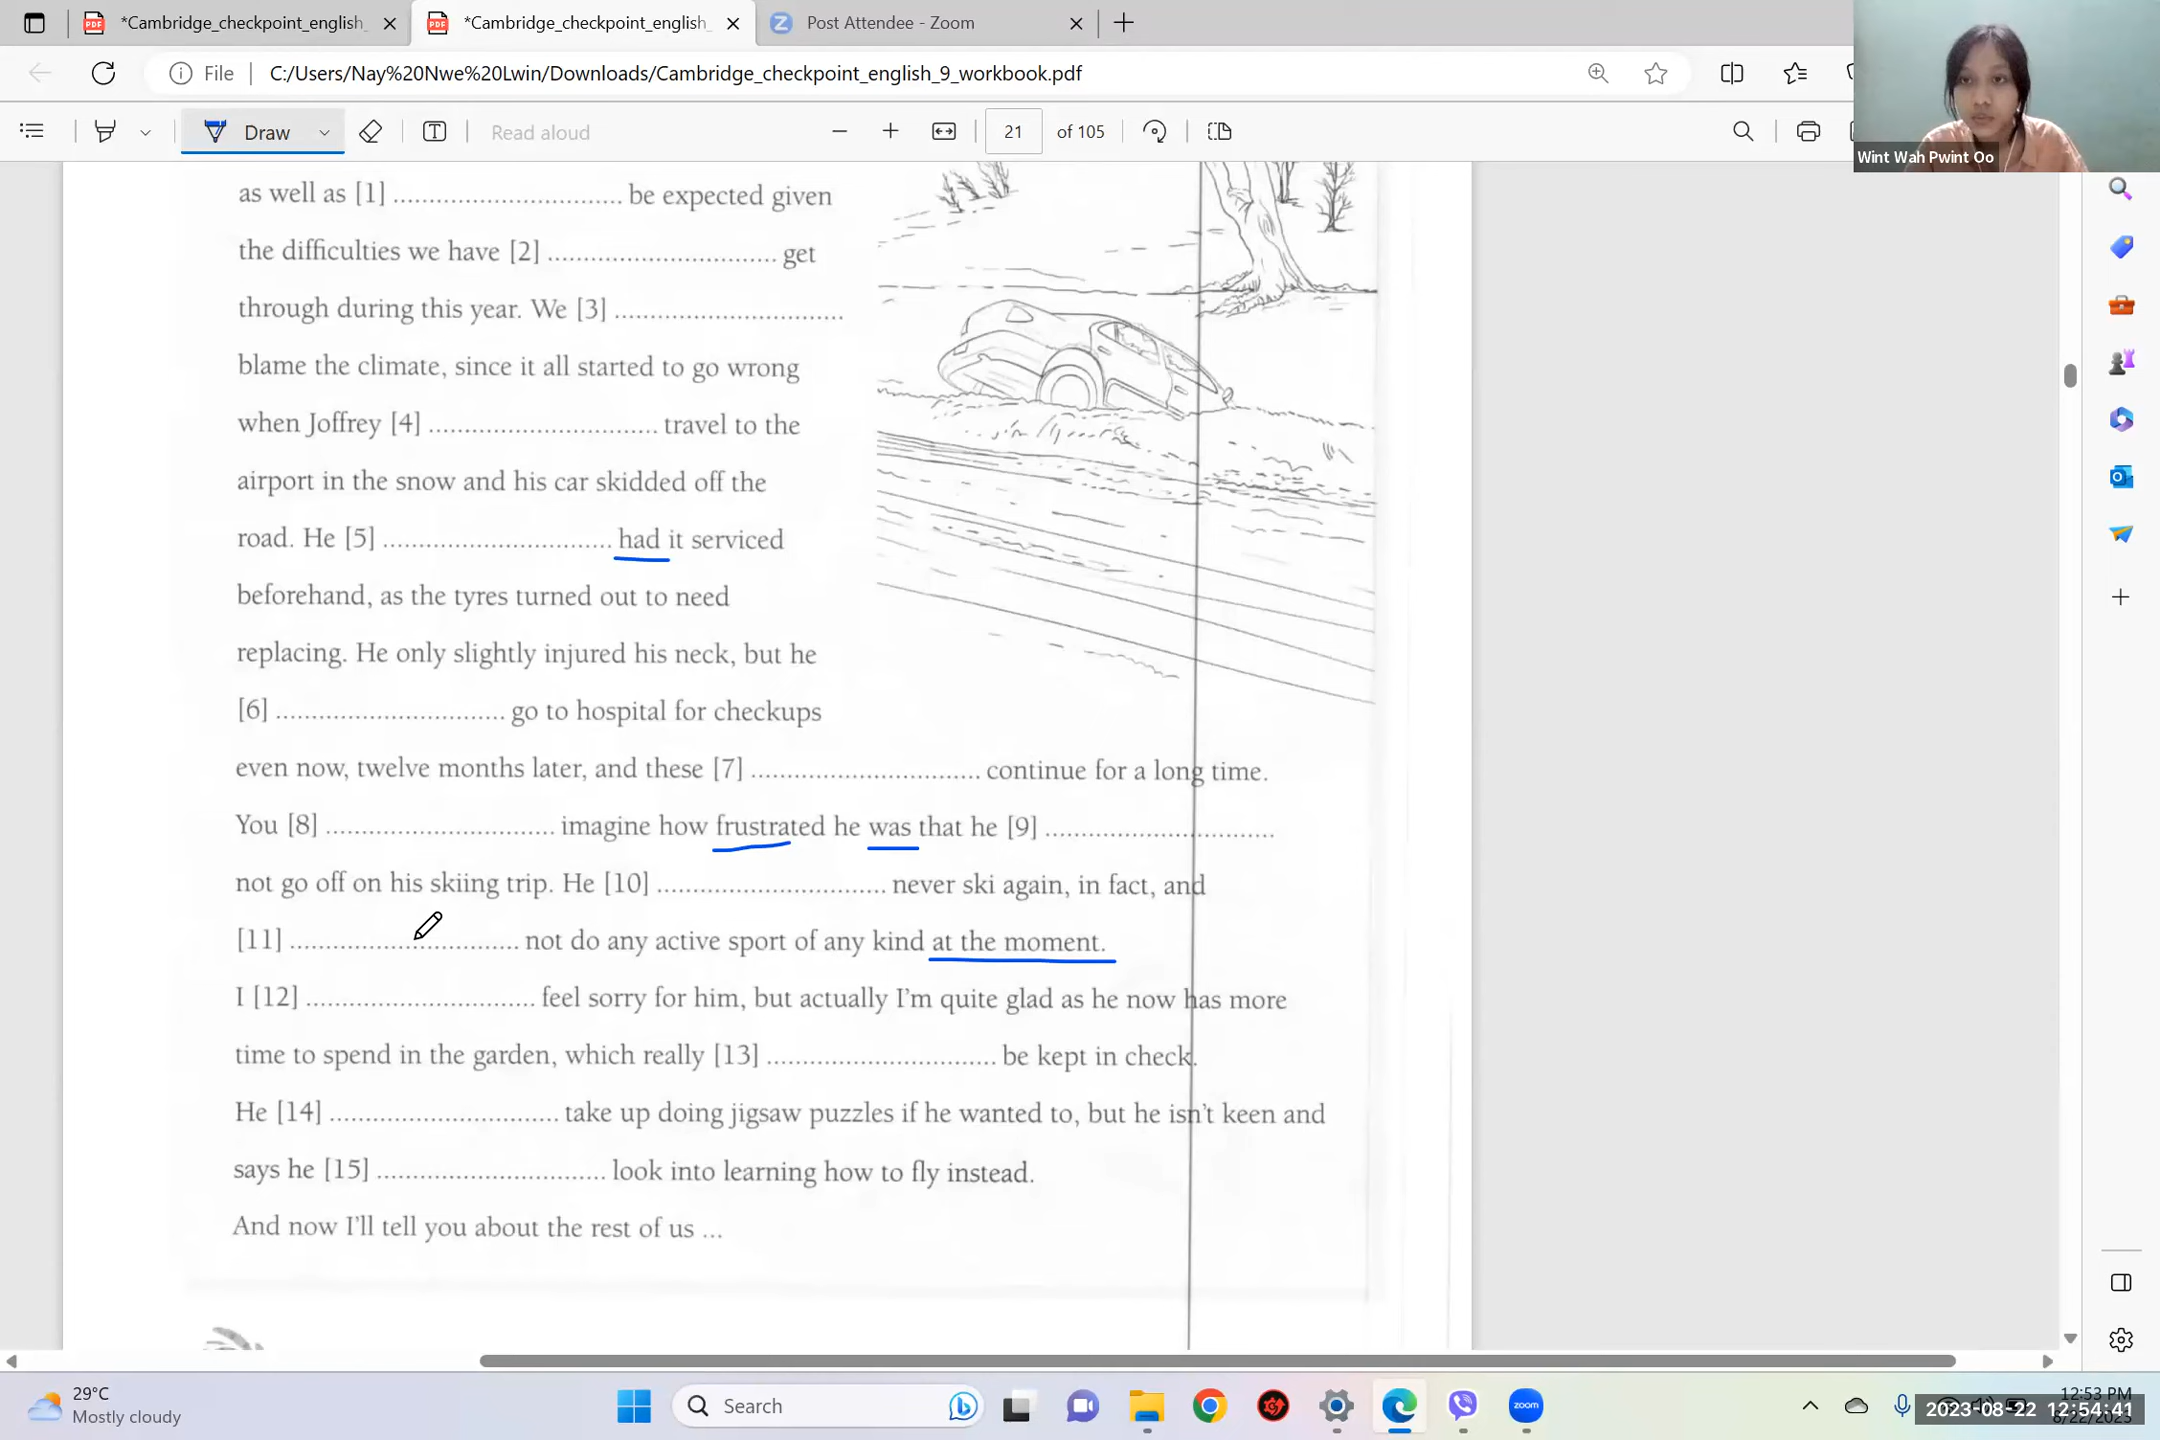 *Cambridge_checkpoint_english_
*Cambridge_checkpoint_english_
Post Attendee - Zoom
File
C:/Users/Nay%20Nwe%20Lwin/Downloads/Cambridge_checkpoint_english_9_workbook.pdf
Draw
Read aloud
21
of 105
Wint Wah Pwint Oo
as well as [1] ................................ be expected given
the difficulties we have [2] ................................ get
through during this year. We [3] ................................
blame the climate, since it all started to go wrong
when Joffrey [4] ................................ travel to the
airport in the snow and his car skidded off the
road. He [5] ................................ had it serviced
beforehand, as the tyres turned out to need
replacing. He only slightly injured his neck, but he
[6] ................................ go to hospital for checkups
even now, twelve months later, and these [7] ................................ continue for a long time.
You [8] ................................ imagine how frustrated he was that he [9] ................................
not go off on his skiing trip. He [10] ................................ never ski again, in fact, and
[11] ................................ not do any active sport of any kind at the moment.
I [12] ................................ feel sorry for him, but actually I'm quite glad as he now has more
time to spend in the garden, which really [13] ................................ be kept in check.
He [14] ................................ take up doing jigsaw puzzles if he wanted to, but he isn't keen and
says he [15] ................................ look into learning how to fly instead.
And now I'll tell you about the rest of us ...
29°C
Mostly cloudy
Search
zoom
12:53 PM
2023-08-22 12:54:41